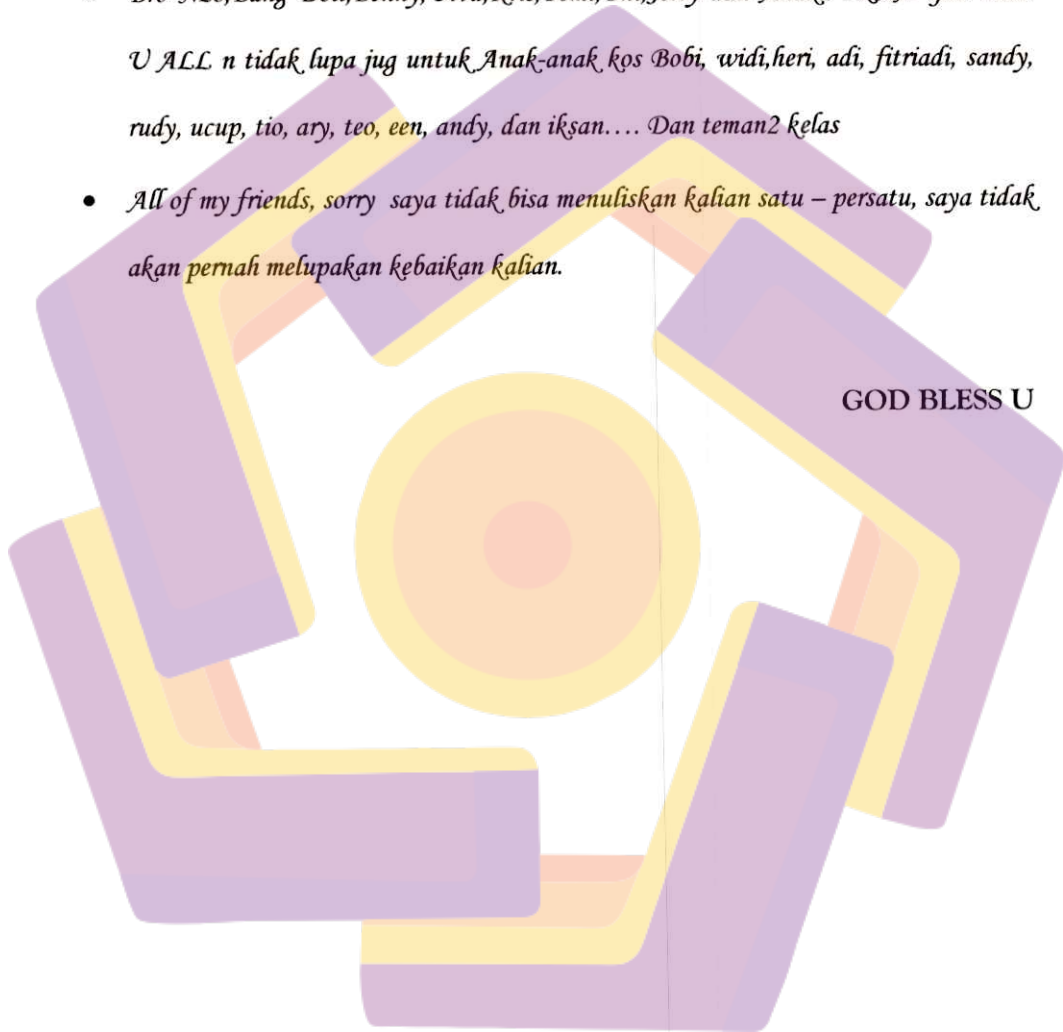 U ALL n tidak lupa jug untuk Anak-anak kos Bobi, widi,heri, adi, fitriadi, sandy,
rudy, ucup, tio, ary, teo, een, andy, dan iksan.... Dan teman2 kelas
• All of my friends, sorry saya tidak bisa menuliskan kalian satu – persatu, saya tidak
akan pernah melupakan kebaikan kalian.
GOD BLESS U